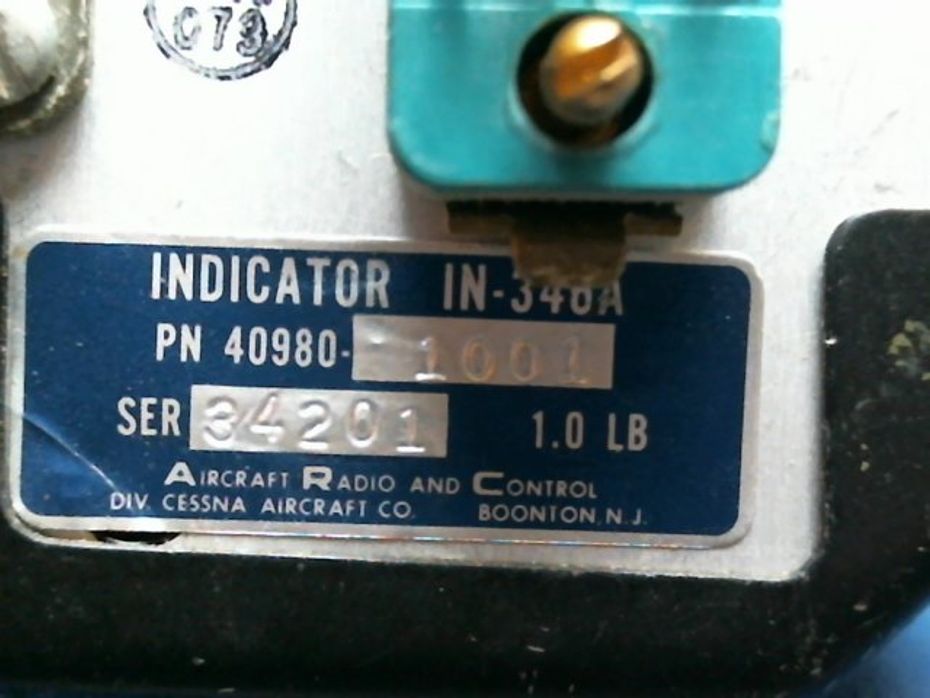 073
INDICATOR IN-346A
PN 40980-1001
SER 34201 1.0 LB
AIRCRAFT RADIO AND CONTROL
DIV. CESSNA AIRCRAFT CO. BOONTON, N.J.